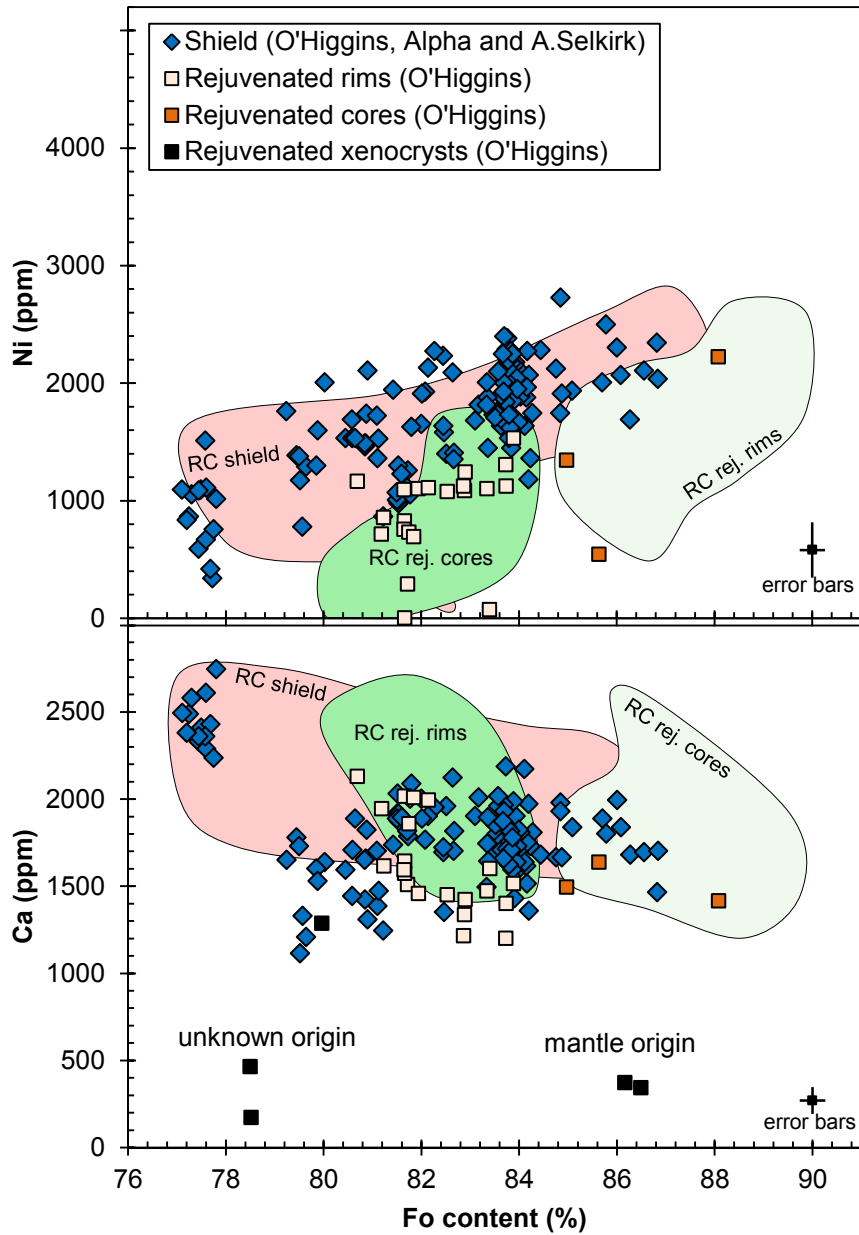 Shield (O'Higgins, Alpha and A.Selkirk)
Rejuvenated rims (O'Higgins)
Rejuvenated cores (O'Higgins)
Rejuvenated xenocrysts (O'Higgins)
4000
3000
2000
1000
0
Ni (ppm)
RC shield
RC rej. cores
RC rej. rims
error bars
2500
2000
1500
1000
500
0
Ca (ppm)
RC shield
RC rej. rims
RC rej. cores
unknown origin
mantle origin
error bars
76 78 80 82 84 86 88 90
Fo content (%)